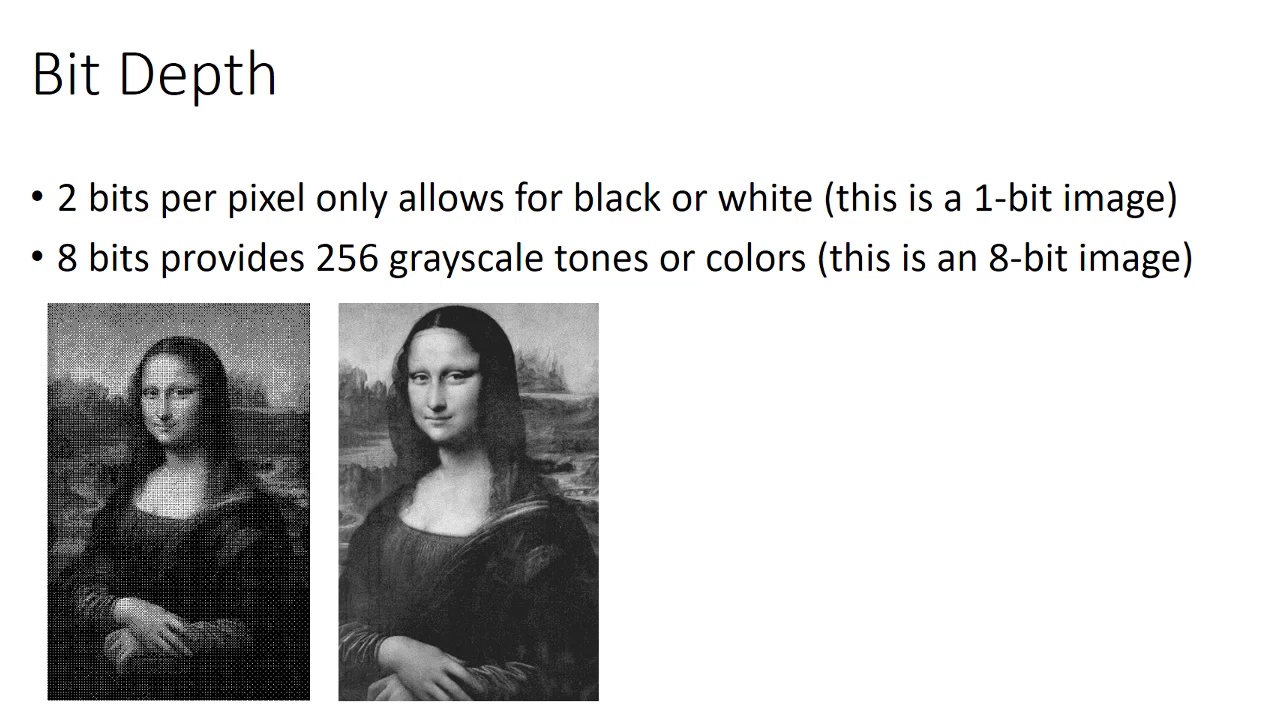 Bit Depth
• 2 bits per pixel only allows for black or white (this is a 1-bit image)
• 8 bits provides 256 grayscale tones or colors (this is an 8-bit image)